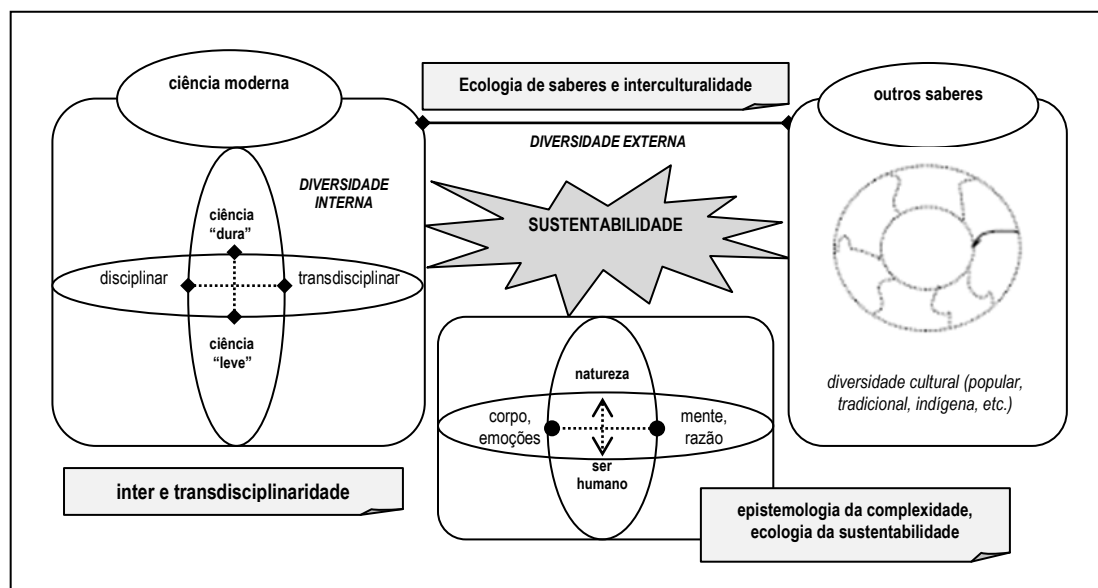 ciência moderna
Ecologia de saberes e interculturalidade
outros saberes
DIVERSIDADE EXTERNA
DIVERSIDADE
INTERNA
ciência
“dura”
SUSTENTABILIDADE
disciplinar
transdisciplinar
ciência
“leve”
natureza
corpo,
emoções
mente,
razão
ser
humano
diversidade cultural (popular,
tradicional, indígena, etc.)
inter e transdisciplinaridade
epistemologia da complexidade,
ecologia da sustentabilidade